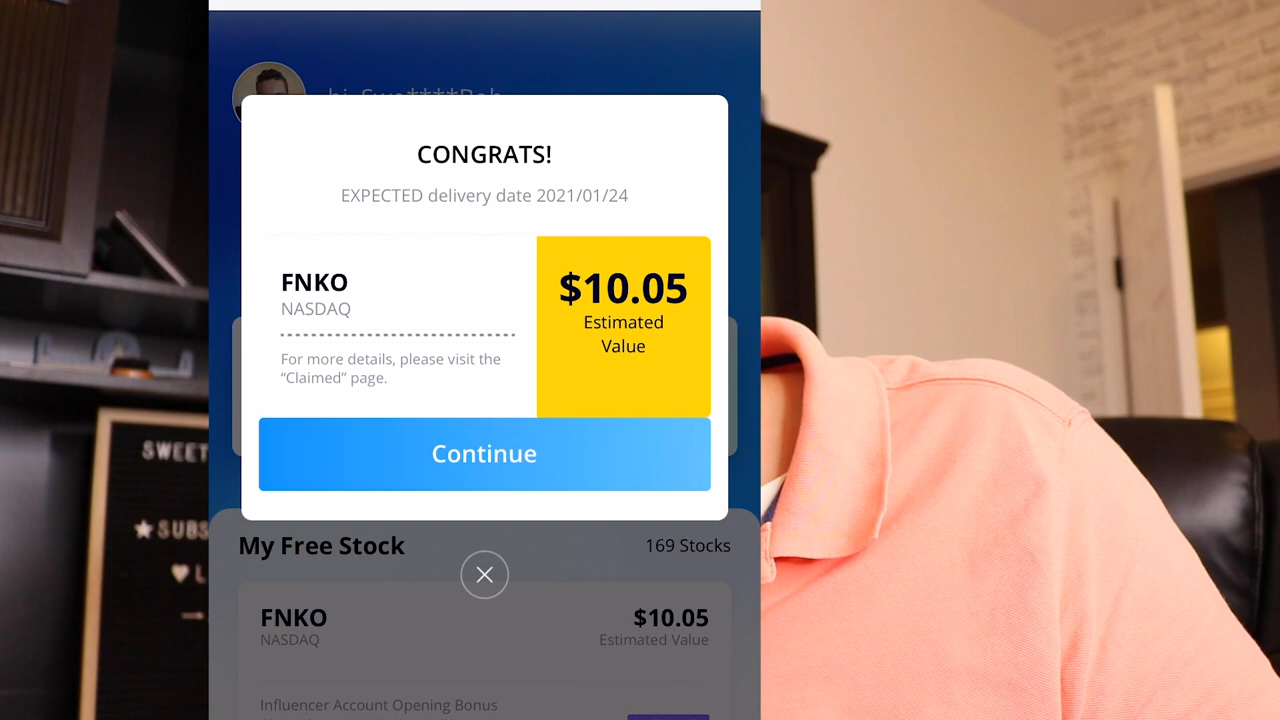 CONGRATS!
EXPECTED delivery date 2021/01/24
FNKO
NASDAQ
$10.05
Estimated
Value
For more details, please visit the
“Claimed” page.
Continue
My Free Stock
169 Stocks
FNKO
$10.05
NASDAQ
Estimated Value
Influencer Account Opening Bonus
SWEET
★SUBS
♥L
→